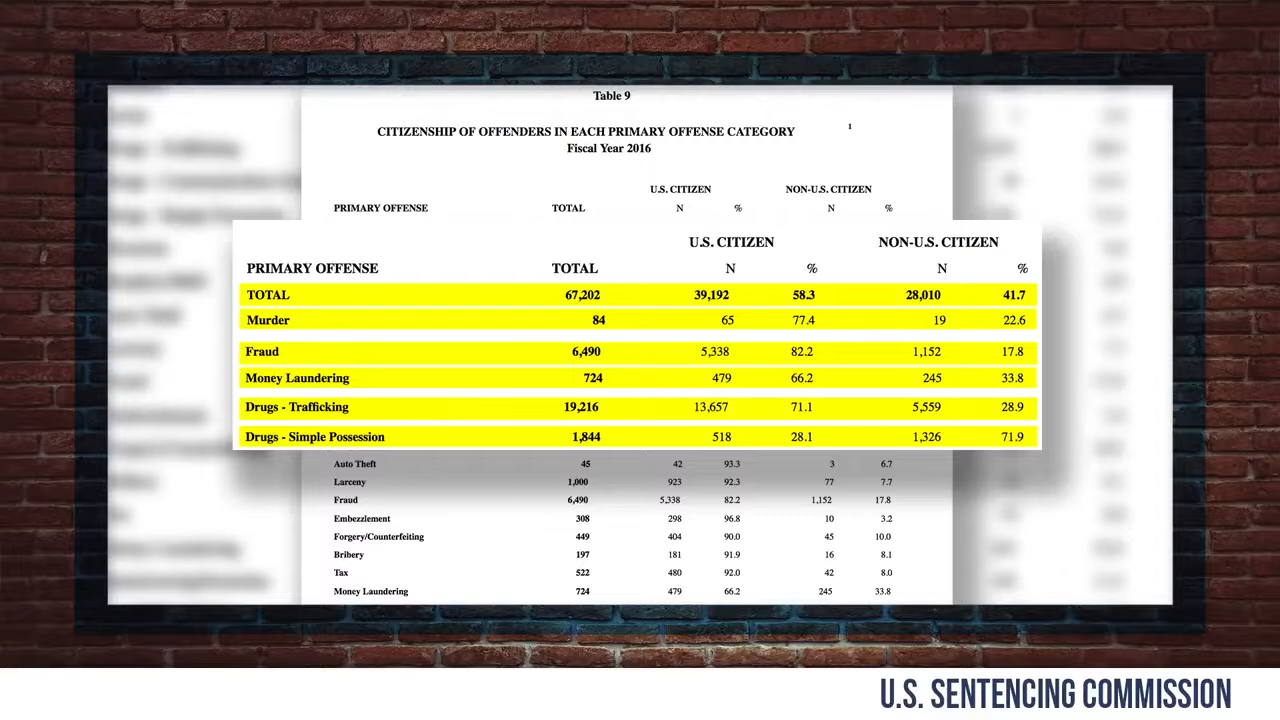 Table 9
CITIZENSHIP OF OFFENDERS IN EACH PRIMARY OFFENSE CATEGORY 1
Fiscal Year 2016
U.S. CITIZEN NON-U.S. CITIZEN
PRIMARY OFFENSE TOTAL N % N %
U.S. CITIZEN NON-U.S. CITIZEN
PRIMARY OFFENSE TOTAL N % N %
TOTAL 67,202 39,192 58.3 28,010 41.7
Murder 84 65 77.4 19 22.6
Fraud 6,490 5,338 82.2 1,152 17.8
Money Laundering 724 479 66.2 245 33.8
Drugs - Trafficking 19,216 13,657 71.1 5,559 28.9
Drugs - Simple Possession 1,844 518 28.1 1,326 71.9
Auto Theft 45 42 93.3 3 6.7
Larceny 1,000 923 92.3 77 7.7
Fraud 6,490 5,338 82.2 1,152 17.8
Embezzlement 308 298 96.8 10 3.2
Forgery/Counterfeiting 449 404 90.0 45 10.0
Bribery 197 181 91.9 16 8.1
Tax 522 480 92.0 42 8.0
Money Laundering 724 479 66.2 245 33.8
U.S. SENTENCING COMMISSION